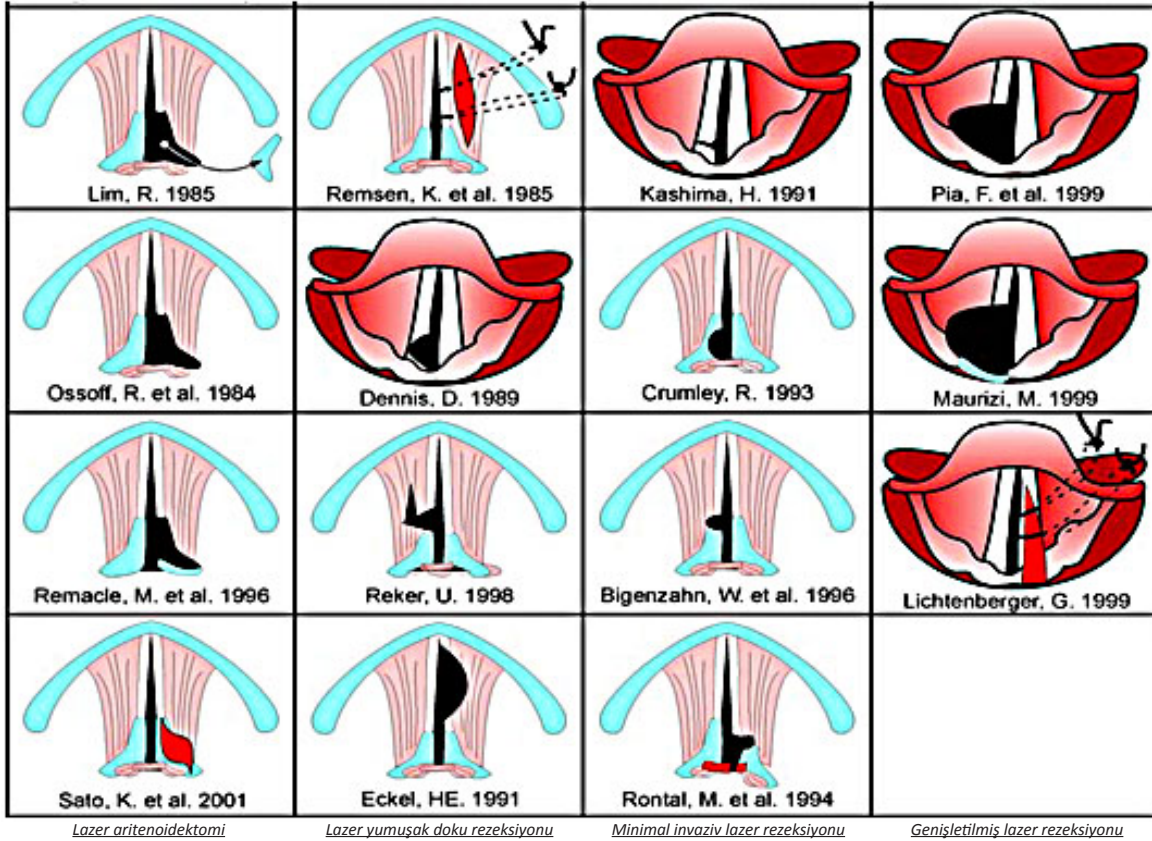 Lim, R. 1985
Remsen, K. et al. 1985
Kashima, H. 1991
Pia, F. et al. 1999
Ossoff, R. et al. 1984
Dennis, D. 1989
Crumley, R. 1993
Maurizi, M. 1999
Remacle, M. et al. 1996
Reker, U. 1998
Bigenzahn, W. et al. 1996
Lichtenberger, G. 1999
Sato, K. et al. 2001
Eckel, HE. 1991
Rontal, M. et al. 1994
Lazer aritenoidektomi
Lazer yumuşak doku rezeksiyonu
Minimal invaziv lazer rezeksiyonu
Genişletilmiş lazer rezeksiyonu